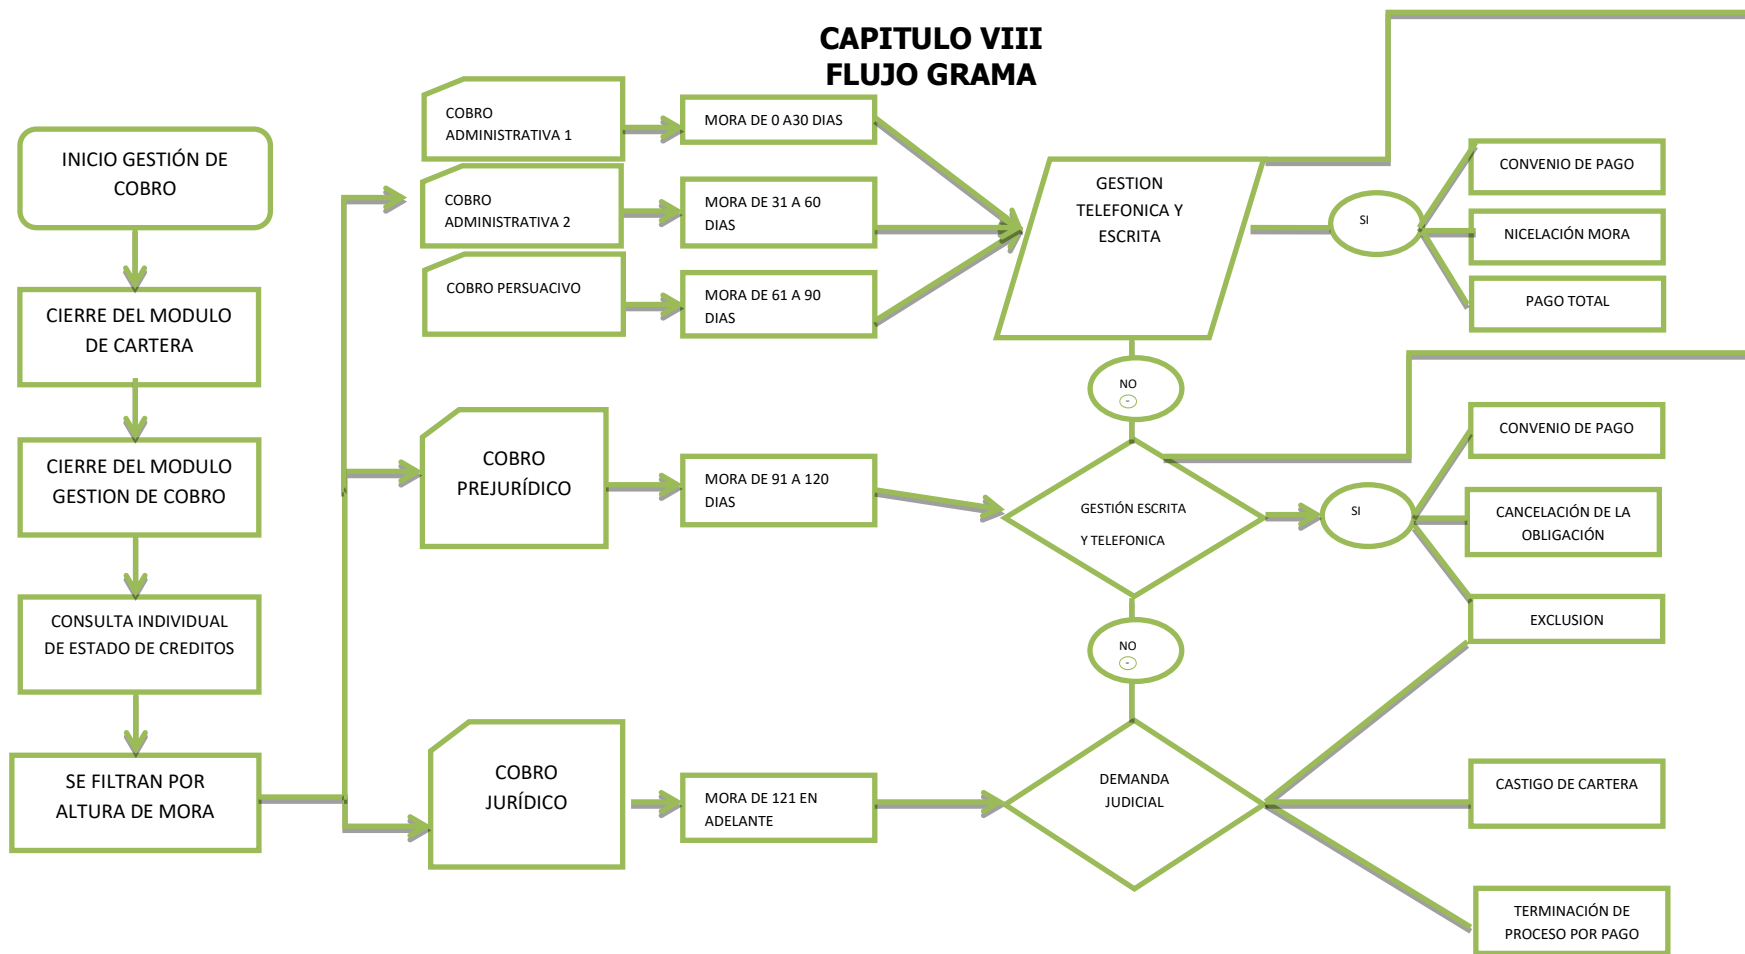 CAPITULO VIII
FLUJO GRAMA
INICIO GESTIÓN DE
COBRO
CIERRE DEL MODULO
DE CARTERA
CIERRE DEL MODULO
GESTION DE COBRO
CONSULTA INDIVIDUAL
DE ESTADO DE CREDITOS
SE FILTRAN POR
ALTURA DE MORA
COBRO
ADMINISTRATIVA 1
MORA DE 0 A30 DIAS
COBRO
ADMINISTRATIVA 2
MORA DE 31 A 60
DIAS
COBRO PERSUACIVO
MORA DE 61 A 90
DIAS
GESTION
TELEFONICA Y
ESCRITA
SI
CONVENIO DE PAGO
NICELACIÓN MORA
PAGO TOTAL
NO
-
COBRO
PREJURÍDICO
MORA DE 91 A 120
DIAS
GESTIÓN ESCRITA
Y TELEFONICA
SI
CONVENIO DE PAGO
CANCELACIÓN DE LA
OBLIGACIÓN
EXCLUSION
NO
-
COBRO
JURÍDICO
MORA DE 121 EN
ADELANTE
DEMANDA
JUDICIAL
CASTIGO DE CARTERA
TERMINACIÓN DE
PROCESO POR PAGO